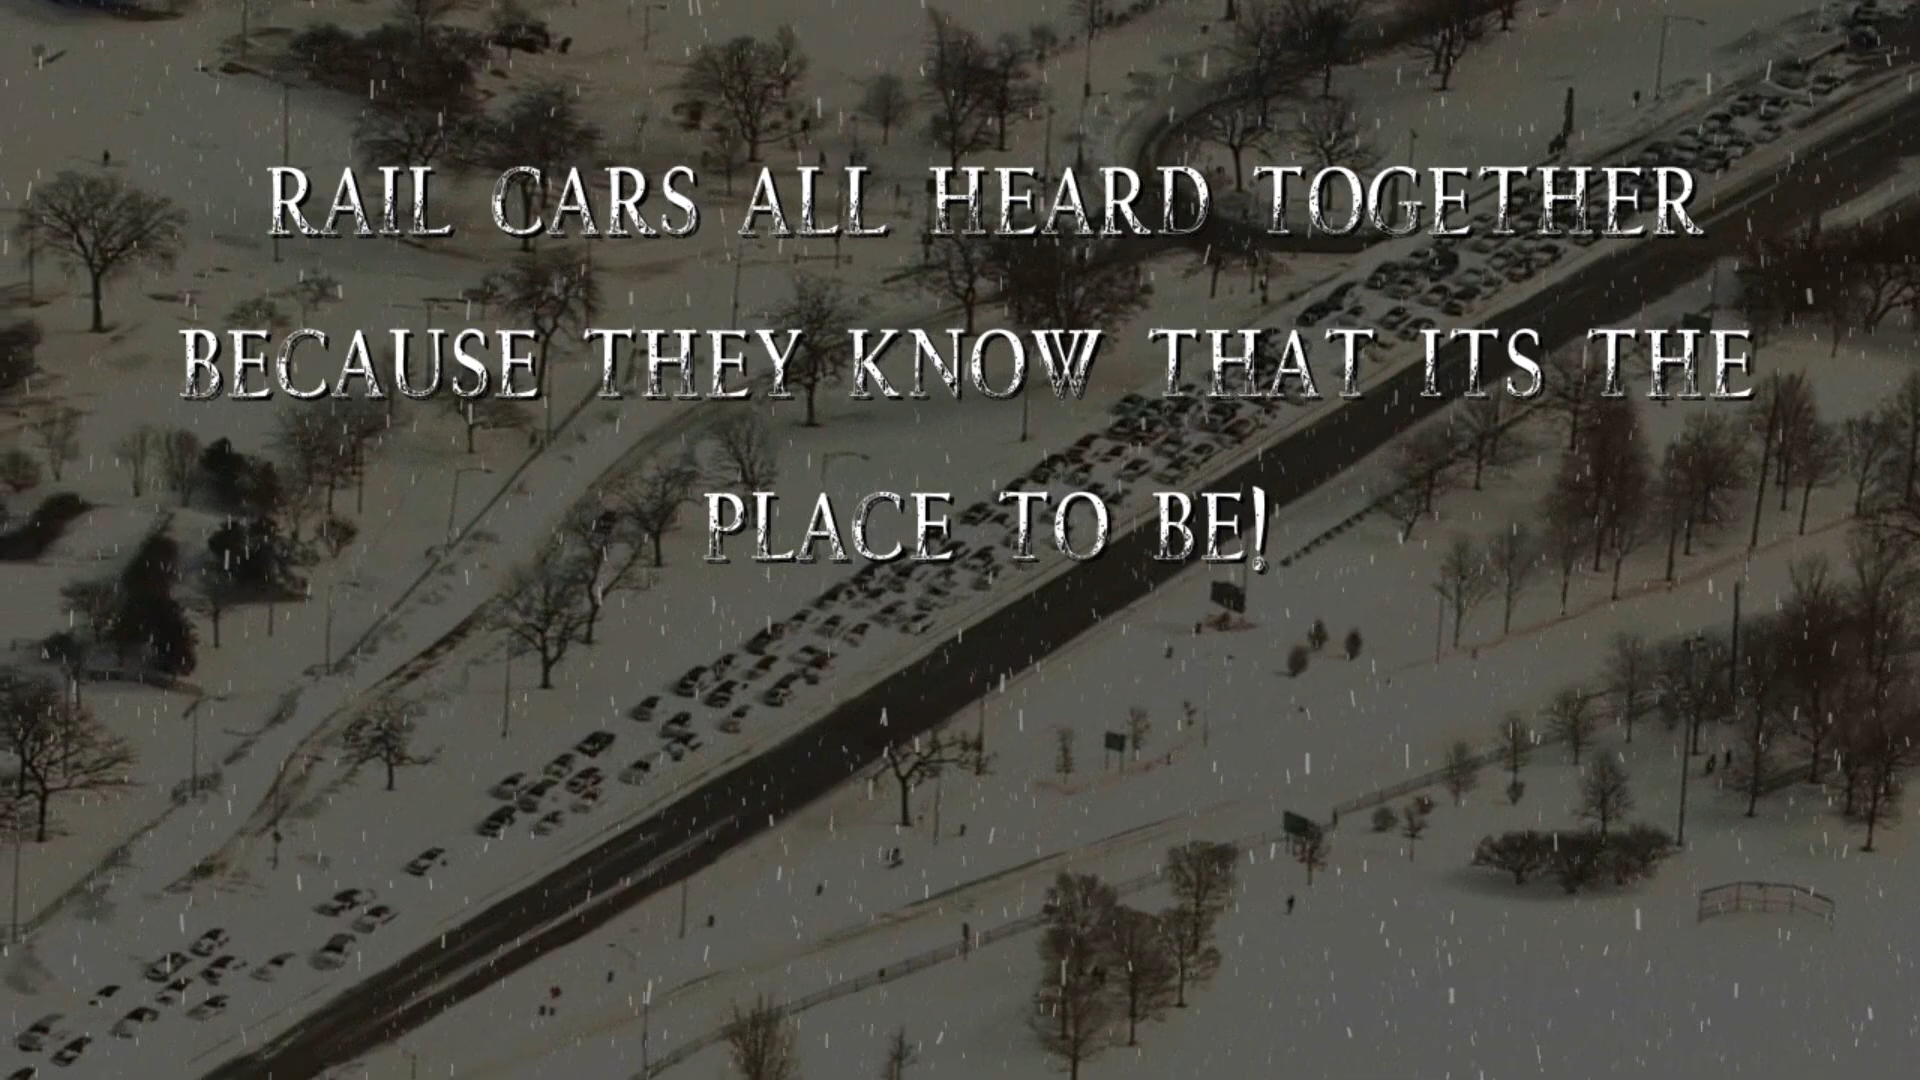 RAIL CARS ALL HEARD TOGETHER
BECAUSE THEY KNOW THAT ITS THE
PLACE TO BE!